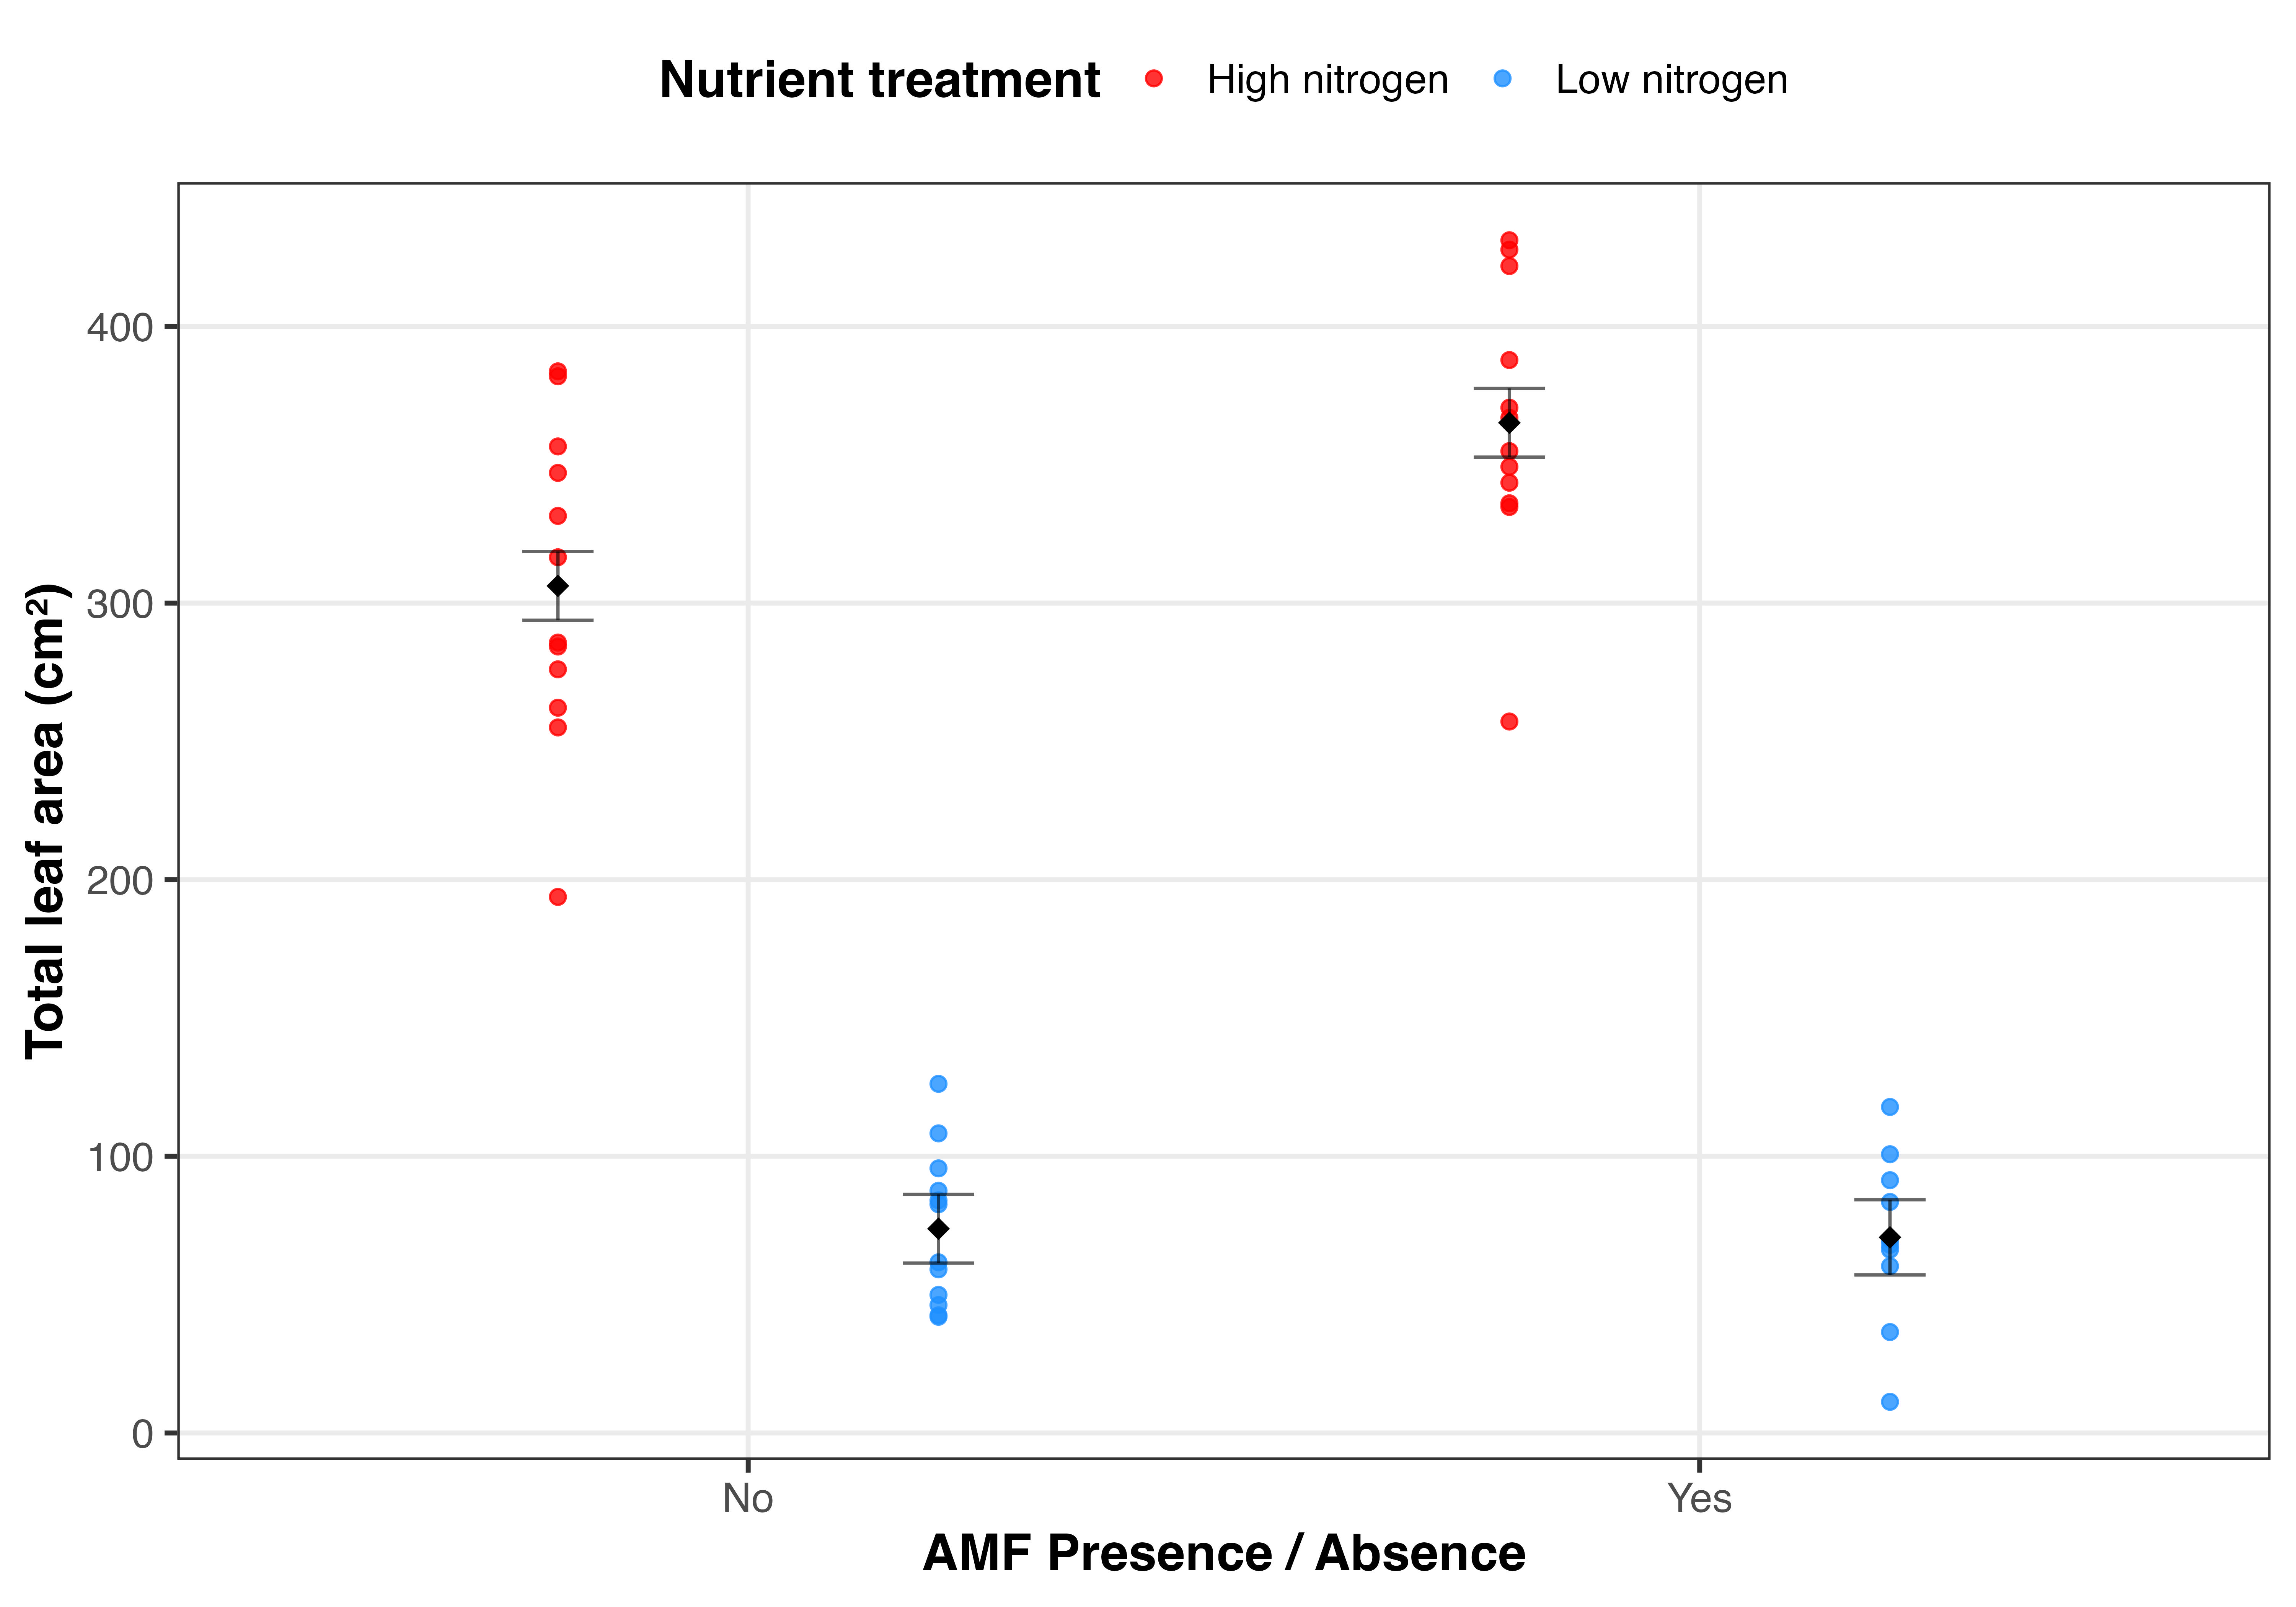 Nutrient treatment High nitrogen Low nitrogen
Total leaf area (cm²)
400
300
200
100
0
No Yes
AMF Presence / Absence